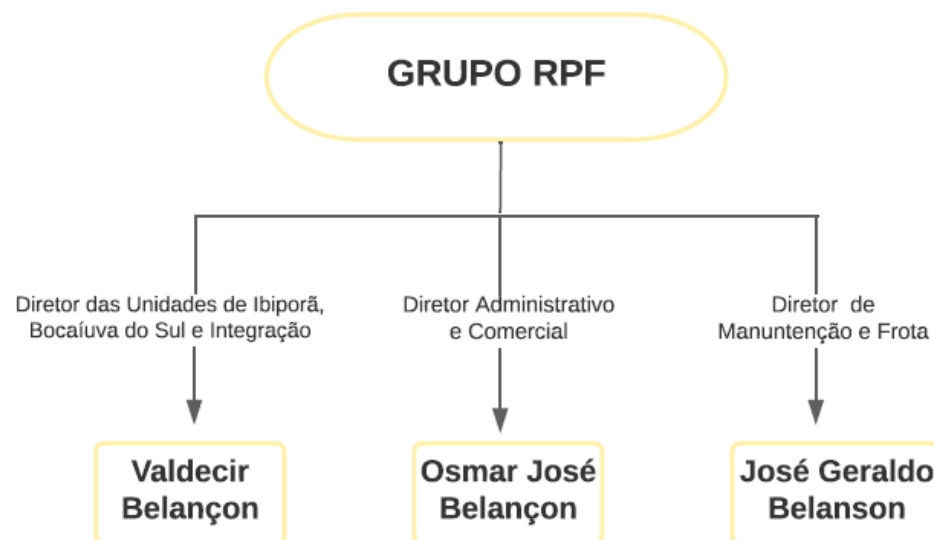 GRUPO RPF
Diretor das Unidades de Ibiporã,
Bocaíuva do Sul e Integração
Diretor Administrativo
e Comercial
Diretor de
Manuntenção e Frota
Valdecir
Belançon
Osmar José
Belançon
José Geraldo
Belanson